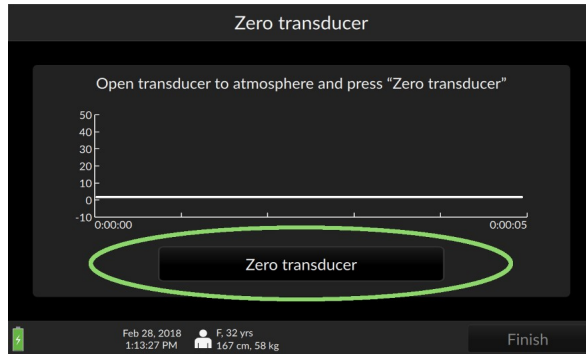 Zero transducer
Open transducer to atmosphere and press “Zero transducer”
50
40
30
20
10
0
-10
0:00:00 0:00:05
Zero transducer
Feb 28, 2018 F, 32 yrs
1:13:27 PM 167 cm, 58 kg
Finish